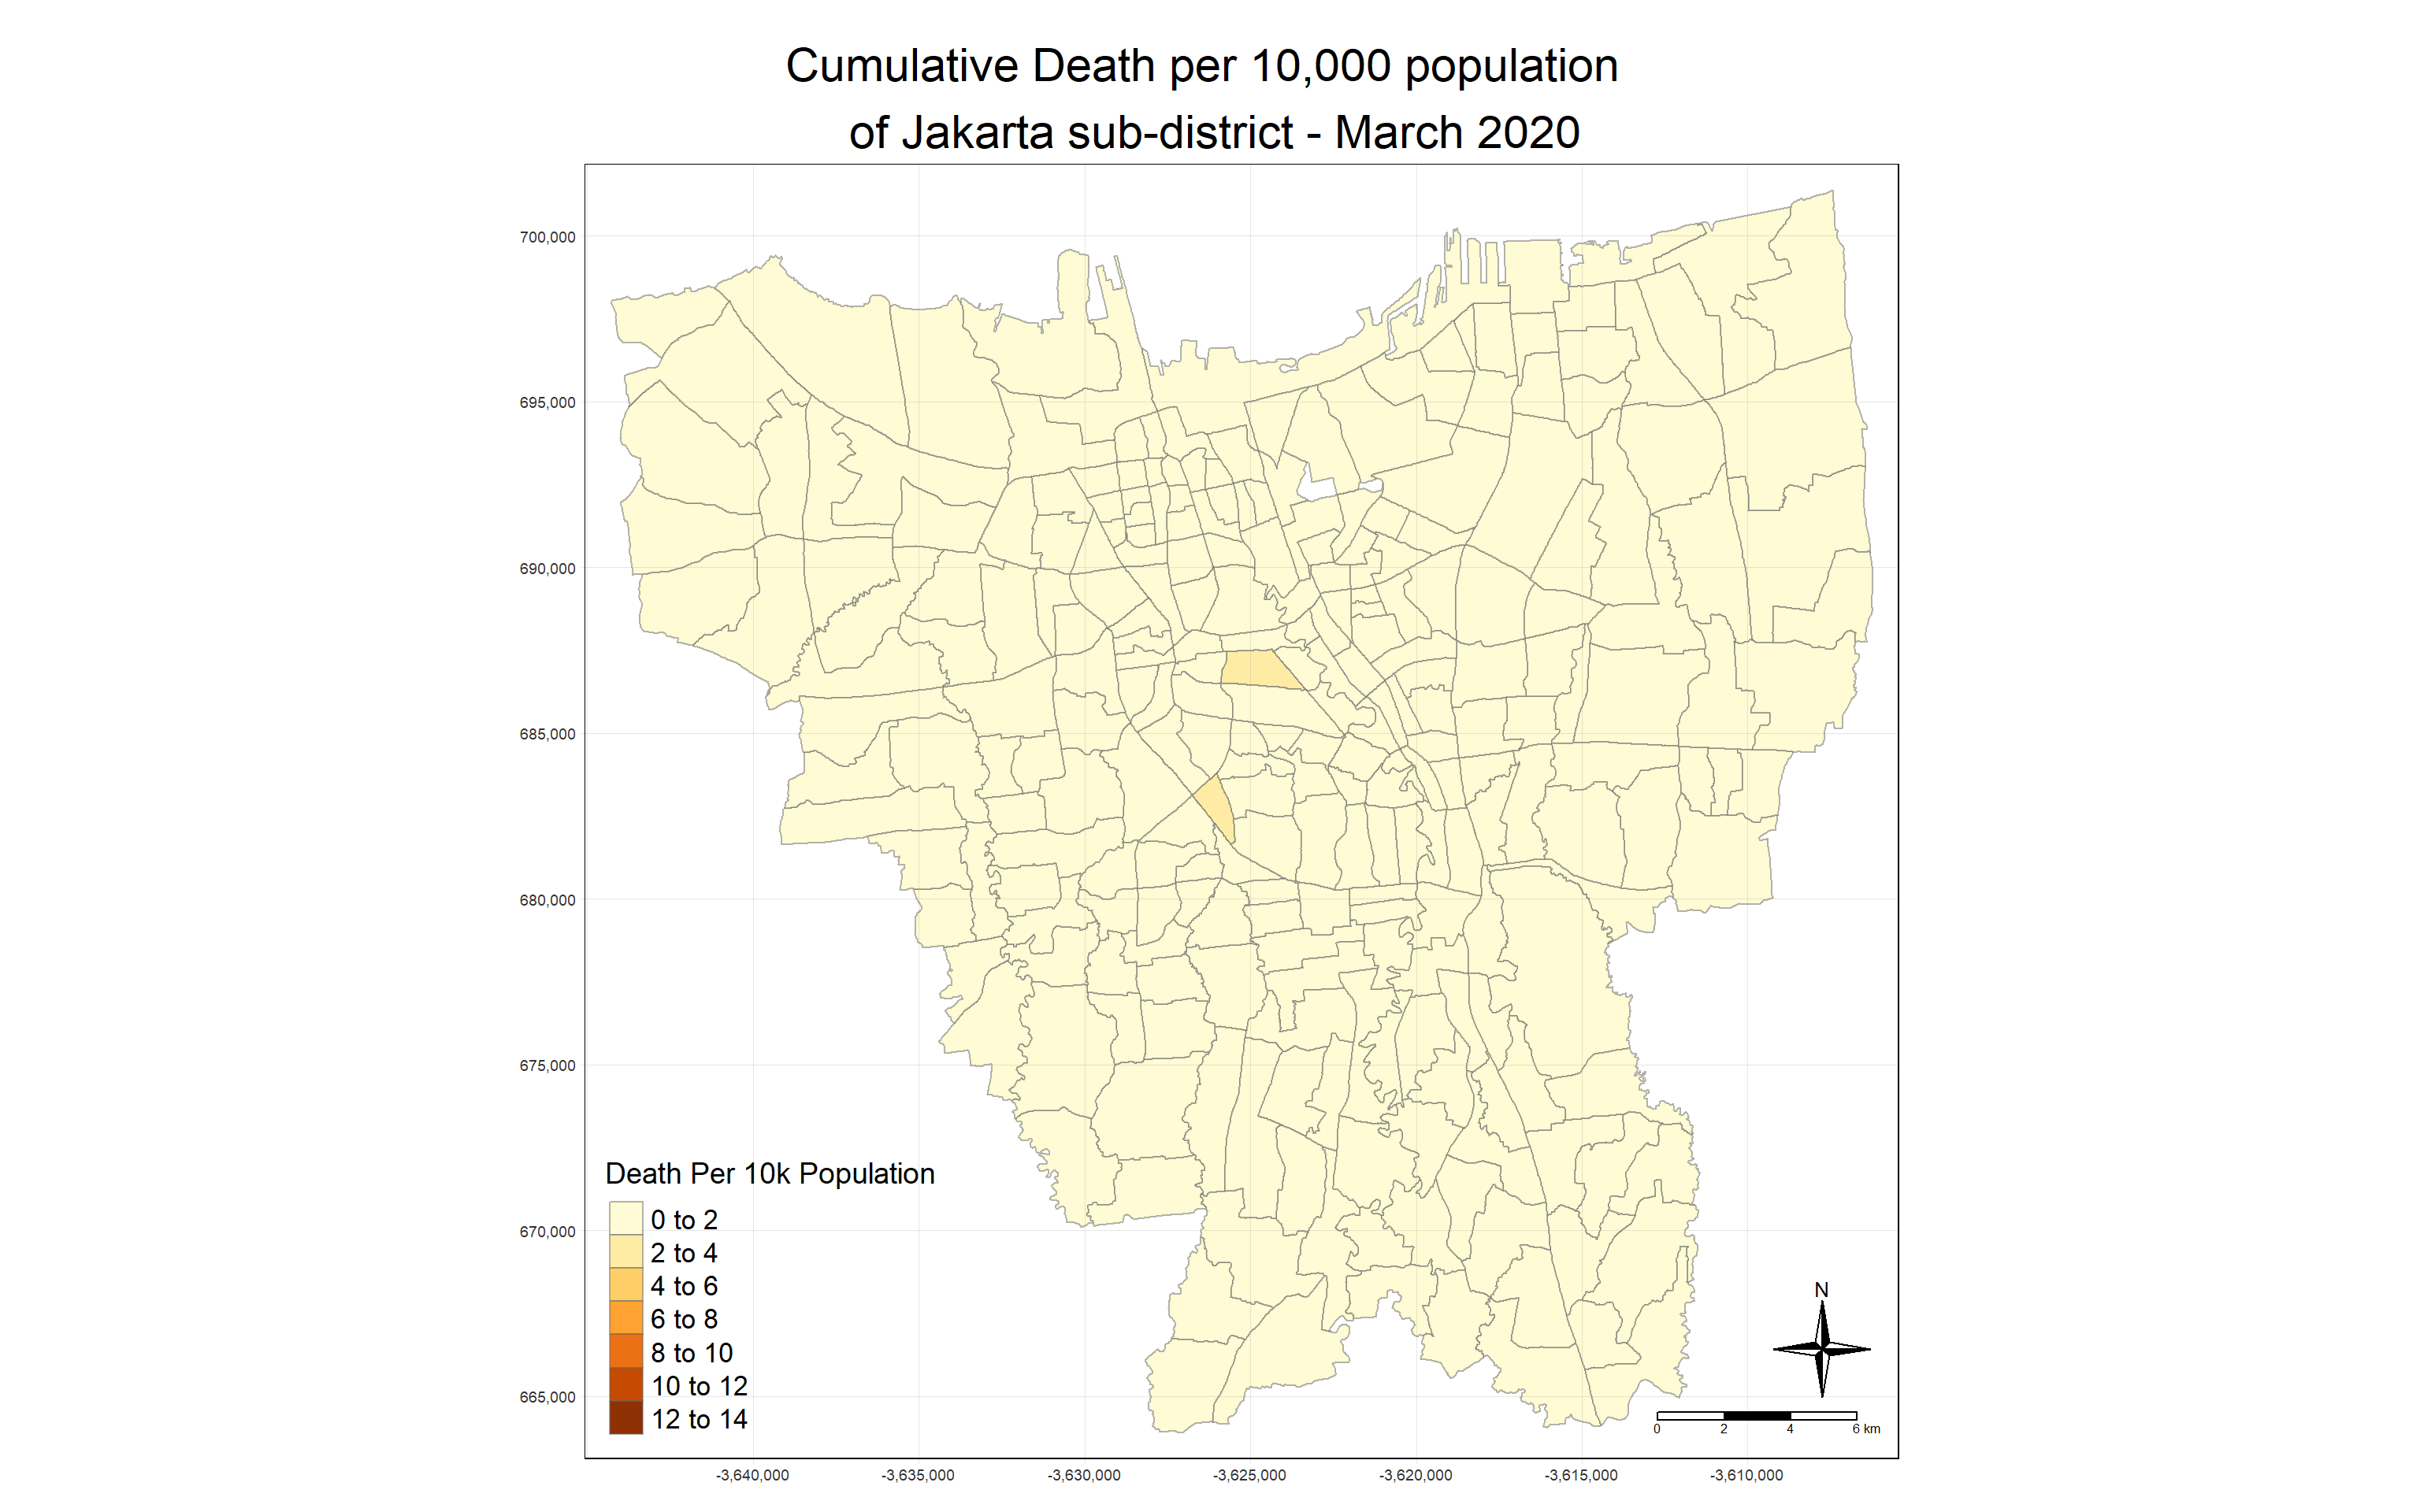 Cumulative Death per 10,000 population
of Jakarta sub-district - March 2020
700,000
695,000
690,000
685,000
680,000
675,000
670,000
665,000
Death Per 10k Population
0 to 2
2 to 4
4 to 6
6 to 8
8 to 10
10 to 12
12 to 14
N
0 2 4 6 km
-3,640,000 -3,635,000 -3,630,000 -3,625,000 -3,620,000 -3,615,000 -3,610,000